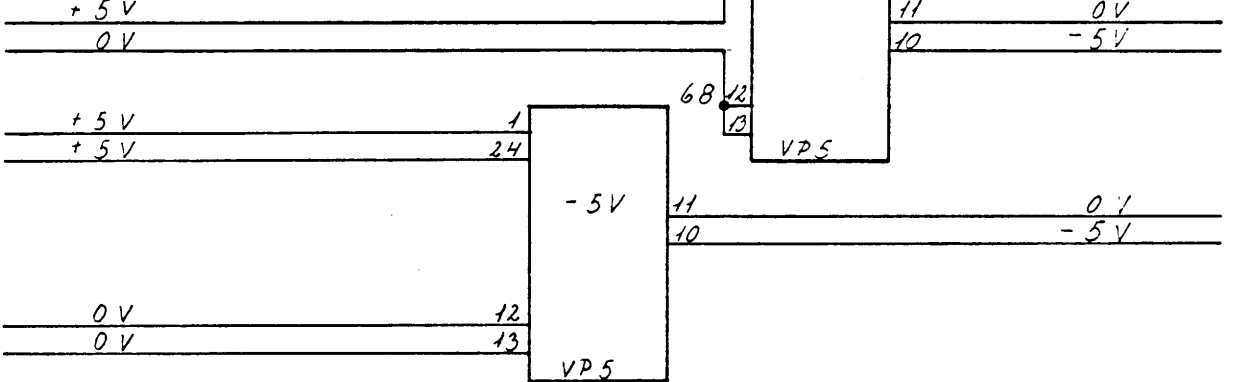 + 5 V
11 0 V
0 V
10 - 5 V
68 12
13
+ 5 V 1
VP 5
+ 5 V 24
- 5 V
11 0 V
10 - 5 V
0 V 12
0 V 13
VP 5